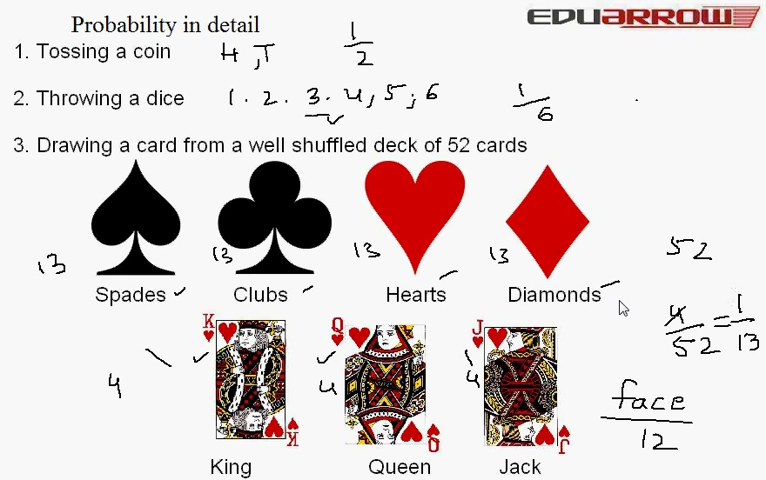 Probability in detail
EDUARROW
1. Tossing a coin H, T 1/2
2. Throwing a dice 1. 2. 3. 4, 5, 6 1/6
3. Drawing a card from a well shuffled deck of 52 cards
13 13 13 13 52
Spades Clubs Hearts Diamonds
4/52 = 1/13
K Q J
4 4 4
face
12
K Q J
King Queen Jack